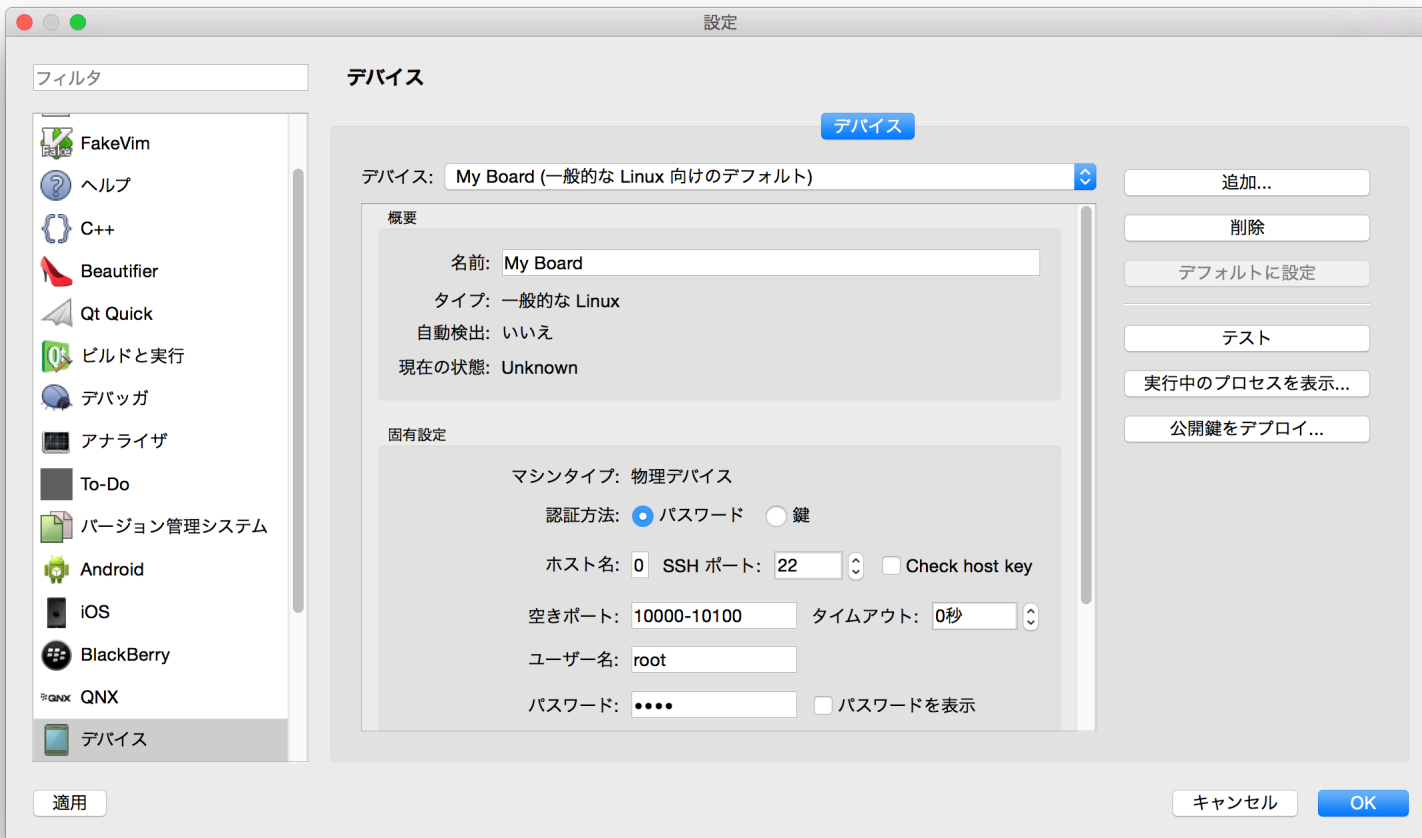 設定
フィルタ
FakeVim
ヘルプ
C++
Beautifier
Qt Quick
ビルドと実行
デバッガ
アナライザ
To-Do
バージョン管理システム
Android
iOS
BlackBerry
QNX
デバイス
デバイス
デバイス
デバイス: My Board (一般的な Linux 向けのデフォルト)
概要
名前: My Board
タイプ: 一般的な Linux
自動検出: いいえ
現在の状態: Unknown
固有設定
マシンタイプ: 物理デバイス
認証方法: パスワード 鍵
ホスト名: 0 SSH ポート: 22 Check host key
空きポート: 10000-10100 タイムアウト: 0秒
ユーザー名: root
パスワード: •••• パスワードを表示
追加...
削除
デフォルトに設定
テスト
実行中のプロセスを表示...
公開鍵をデプロイ...
適用
キャンセル
OK